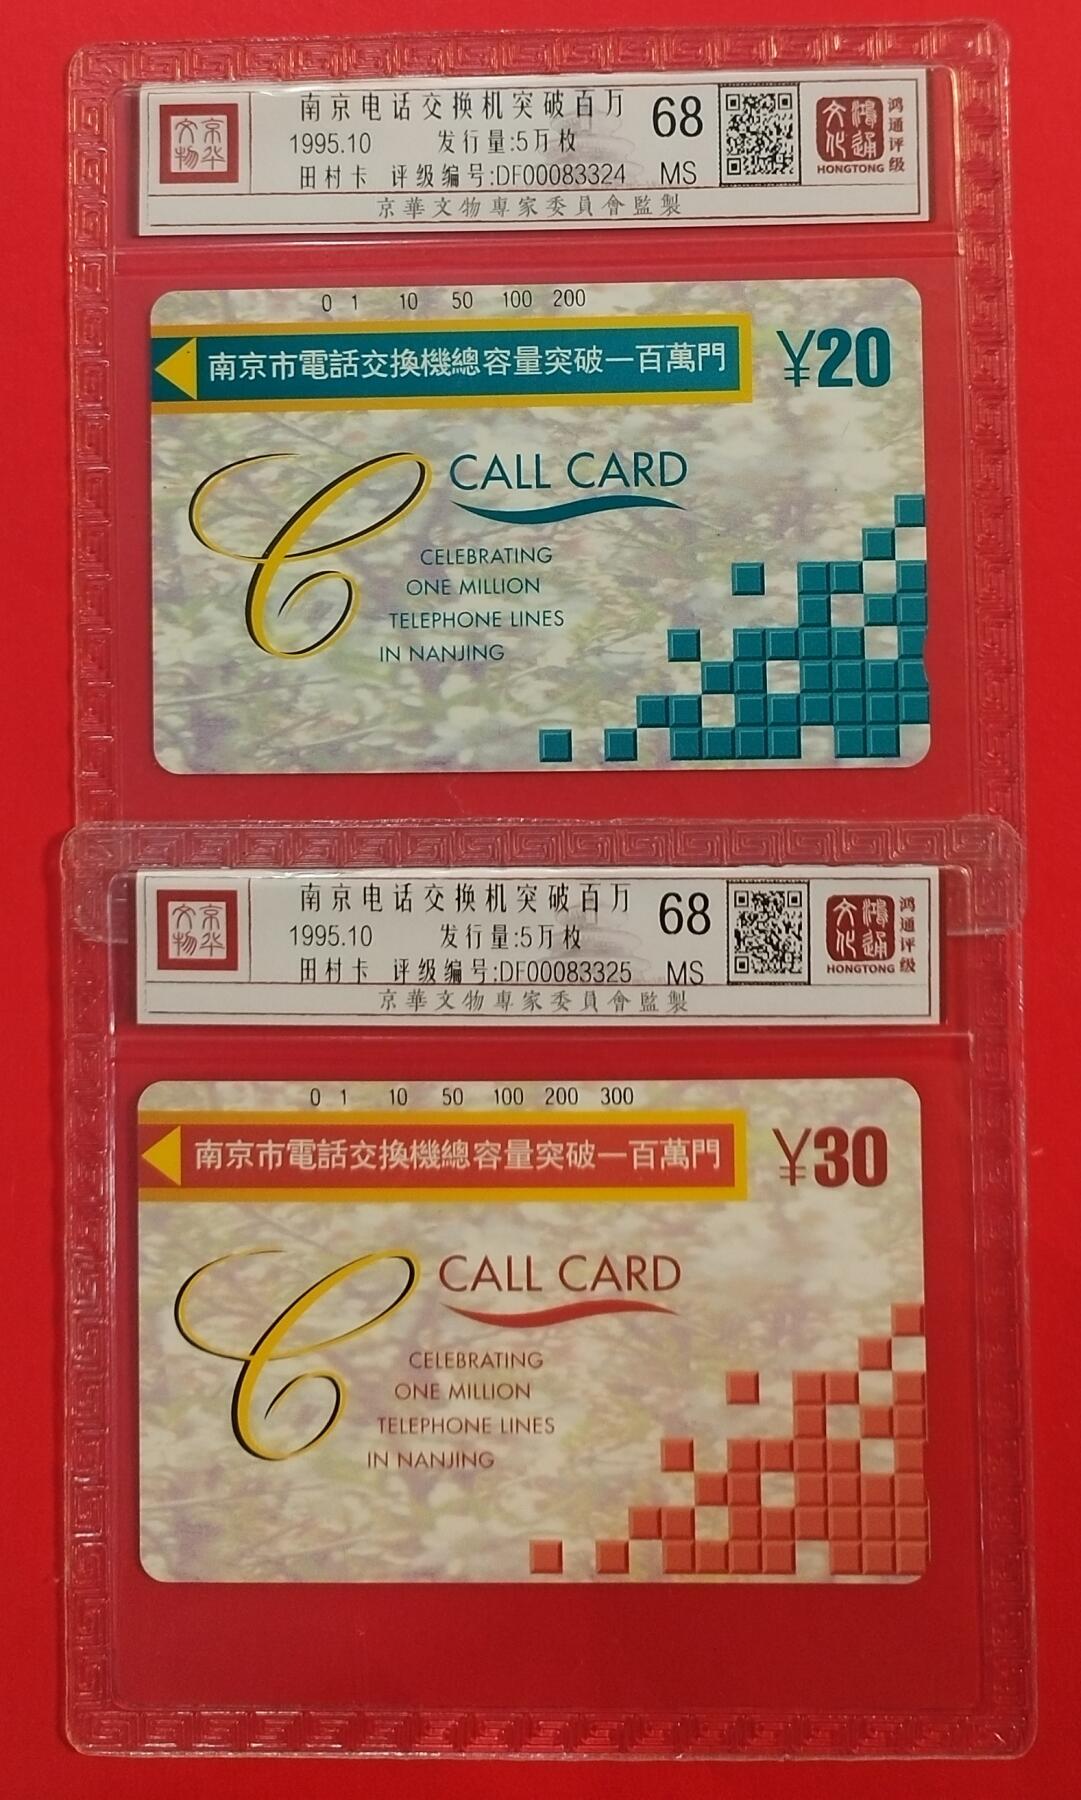 京华文物
南京电话交换机突破百万
68
1995.10 发行量:5万枚
田村卡 评级编号:DF00083324 MS
京華文物專家委員會監製
鴻通文化
HONGTONG
鸿通评级
0 1 10 50 100 200
南京市電話交換機總容量突破一百萬門
¥20
CALL CARD
CELEBRATING
ONE MILLION
TELEPHONE LINES
IN NANJING
京华文物
南京电话交换机突破百万
68
1995.10 发行量:5万枚
田村卡 评级编号:DF00083325 MS
京華文物專家委員會監製
鴻通文化
HONGTONG
鸿通评级
0 1 10 50 100 200 300
南京市電話交換機總容量突破一百萬門
¥30
CALL CARD
CELEBRATING
ONE MILLION
TELEPHONE LINES
IN NANJING